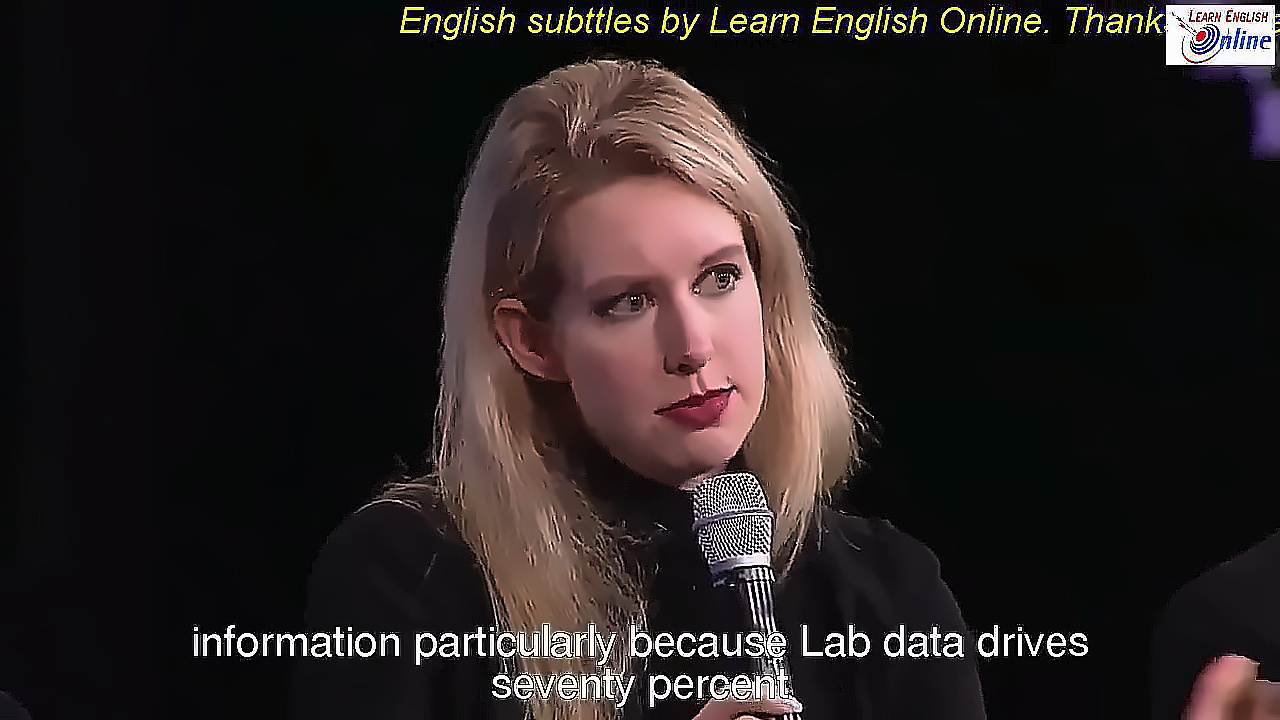 English subttles by Learn English Online. Thank
LEARN ENGLISH
Online
information particularly because Lab data drives
seventy percent